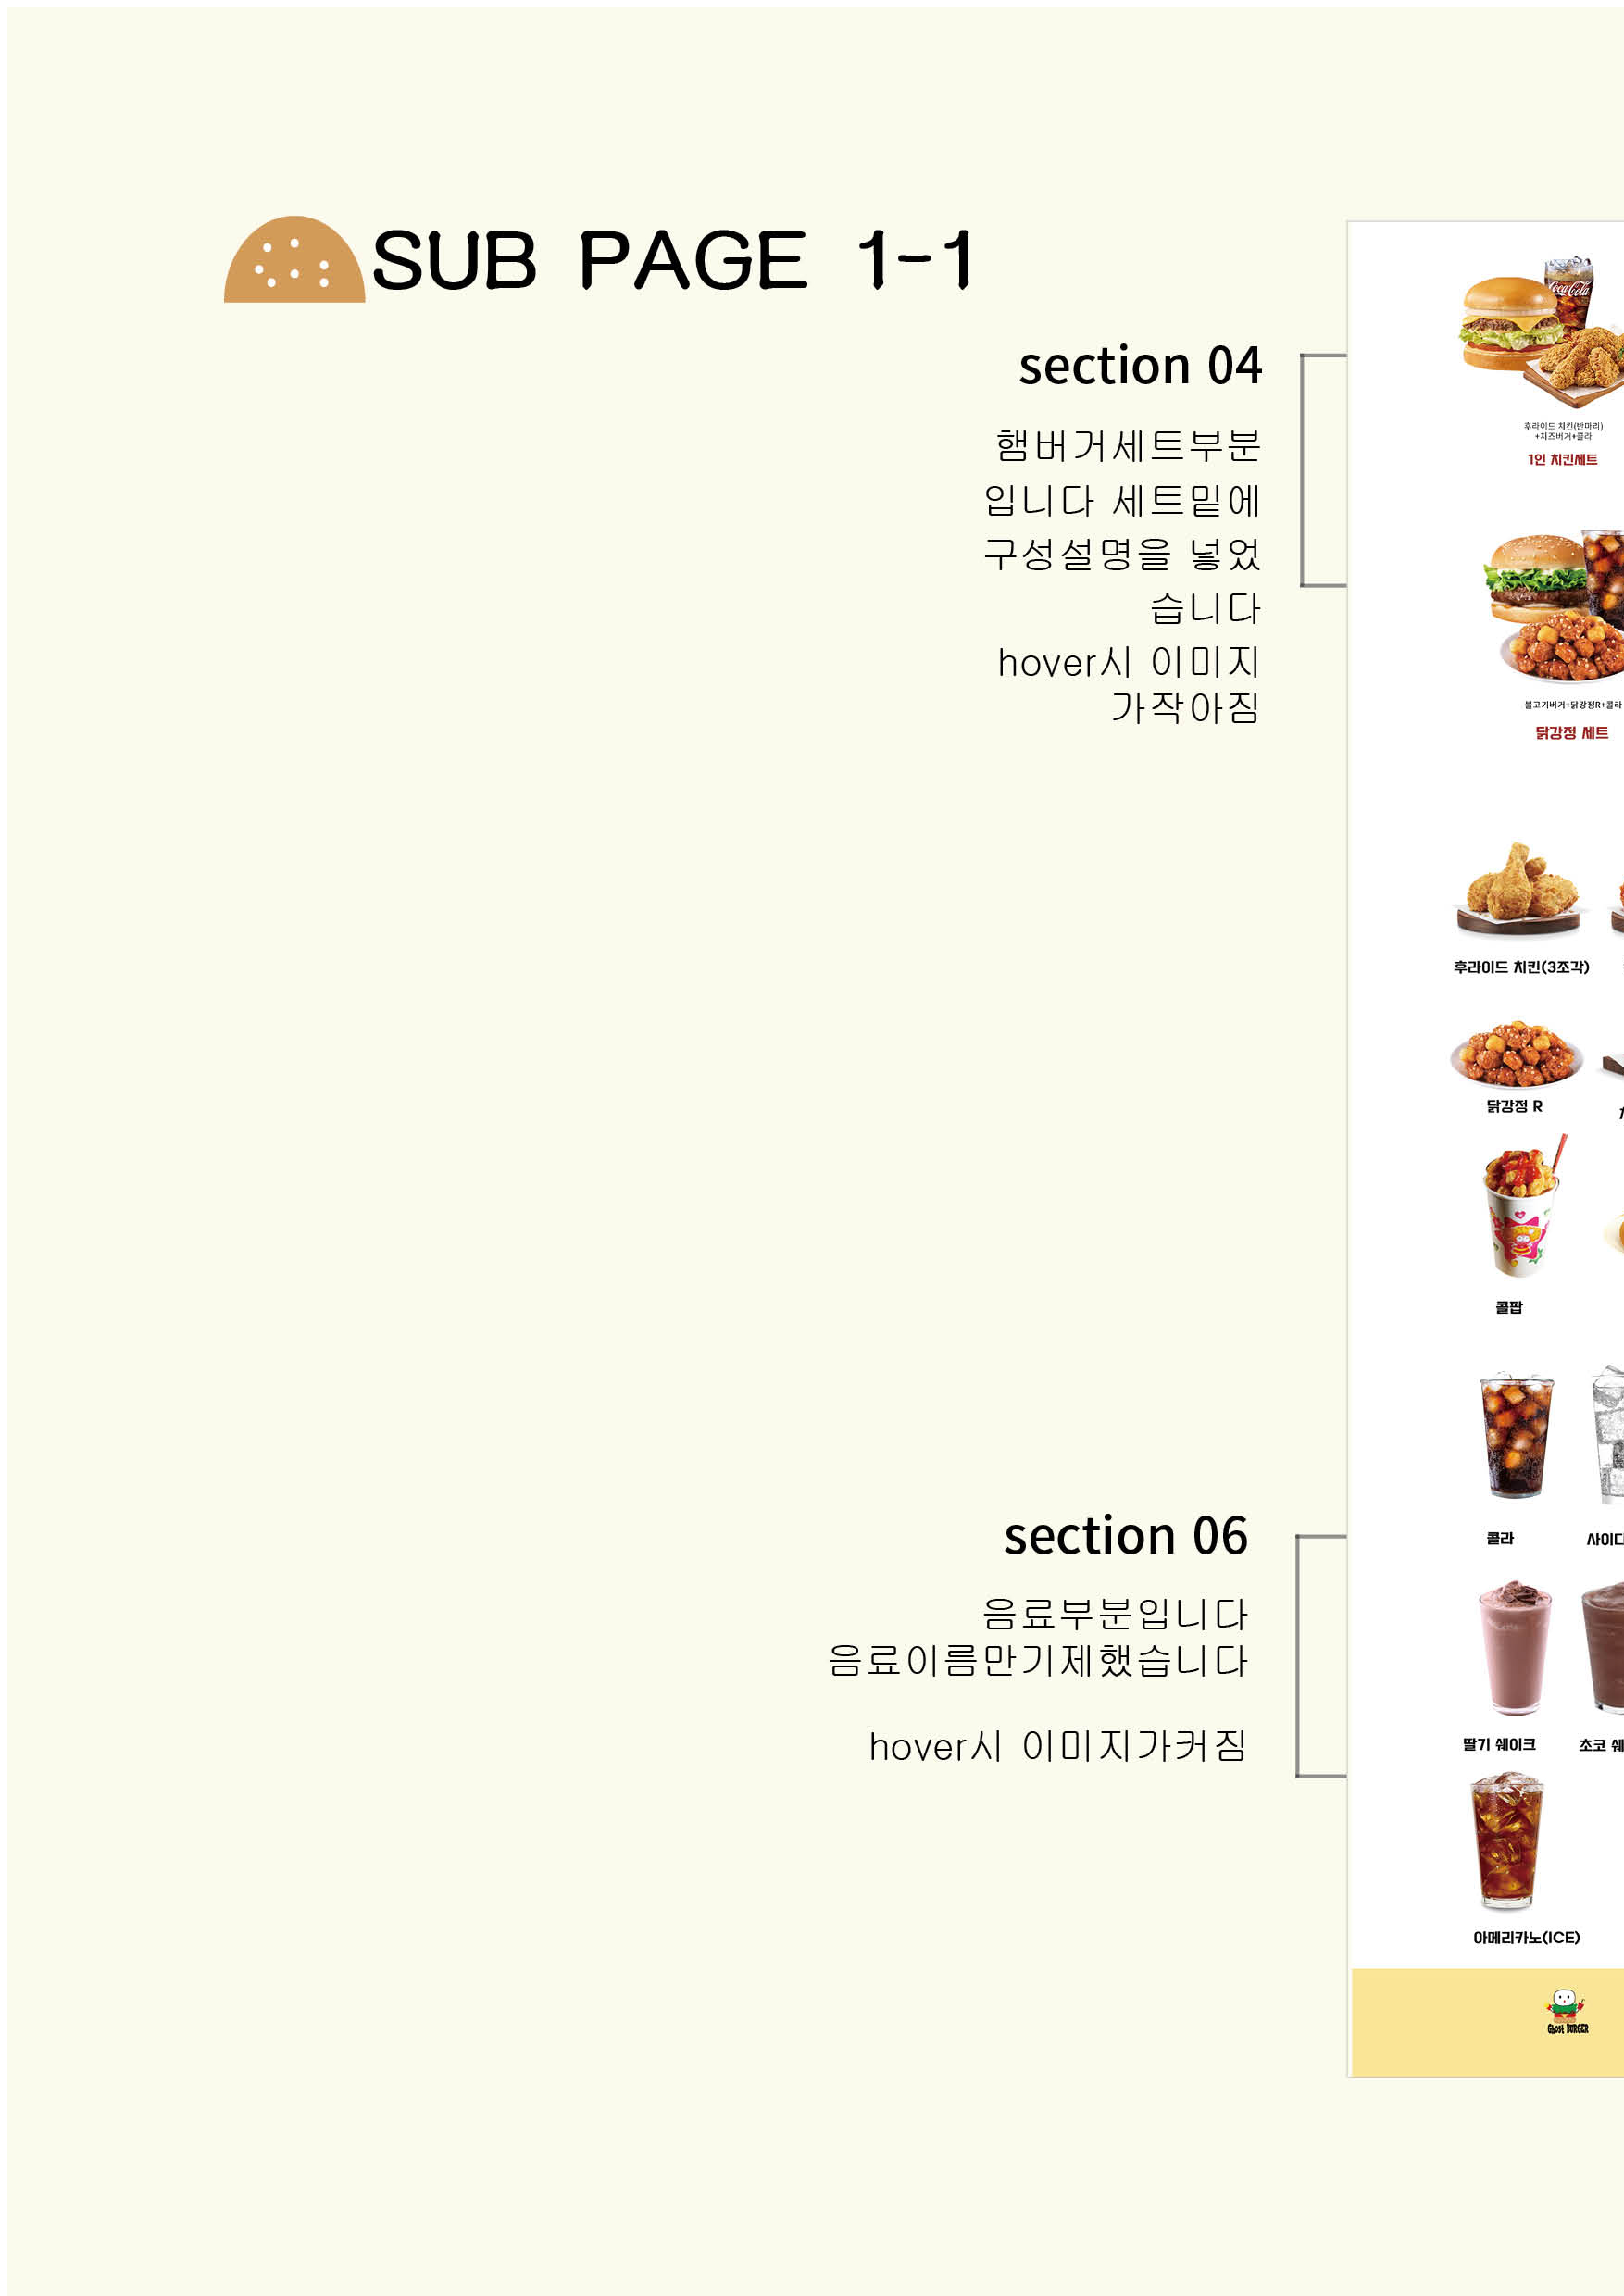 SUB PAGE 1-1
section 04
햄버거세트부분
입니다 세트밑에
구성설명을 넣었
습니다
hover시 이미지
가작아짐
Coca Cola
후라이드 치킨(반마리)
+치즈버거+콜라
1인 치킨세트
불고기버거+닭강정R+콜라
닭강정 세트
후라이드 치킨(3조각)
닭강정 R
콜팝
콜라
사이다
section 06
음료부분입니다
음료이름만기제했습니다
hover시 이미지가커짐
딸기 쉐이크
초코 쉐
아메리카노(ICE)
Ghost BURGER